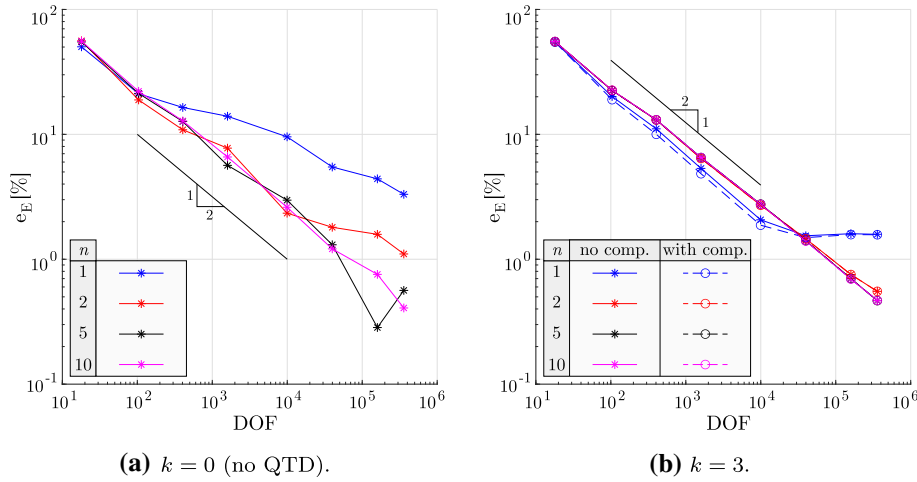 10^2
10^1
10^0
10^-1
e_E [%]
1
2
n
1
2
5
10
10^1 10^2 10^3 10^4 10^5 10^6
DOF
(a) k = 0 (no QTD).
10^2
10^1
10^0
10^-1
e_E [%]
2
1
n no comp. with comp.
1
2
5
10
10^1 10^2 10^3 10^4 10^5 10^6
DOF
(b) k = 3.